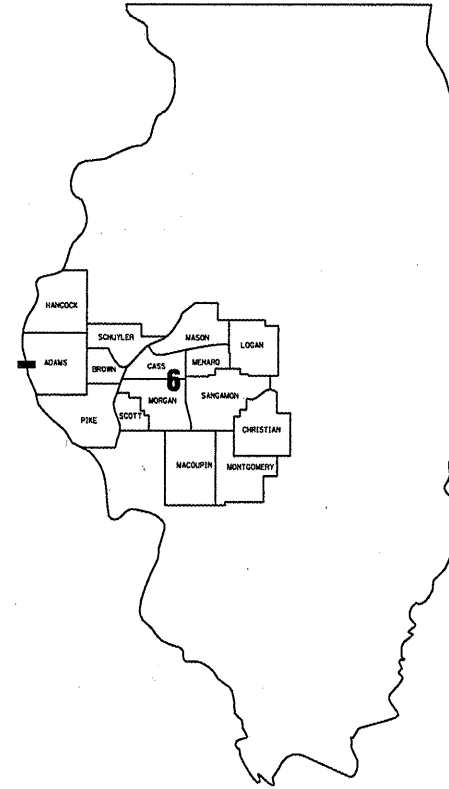 HANCOCK
SCHUYLER
MASON
LOGAN
ADAMS
BROWN
CASS
MENARD
6
MORGAN
SANGAMON
PIKE
SCOTT
CHRISTIAN
MACOUPIN
MONTGOMERY